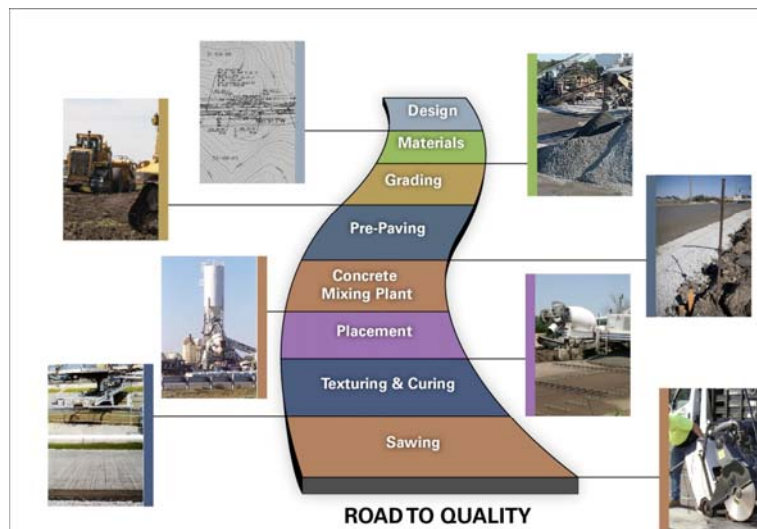 Design
Materials
Grading
Pre-Paving
Concrete
Mixing Plant
Placement
Texturing & Curing
Sawing
ROAD TO QUALITY